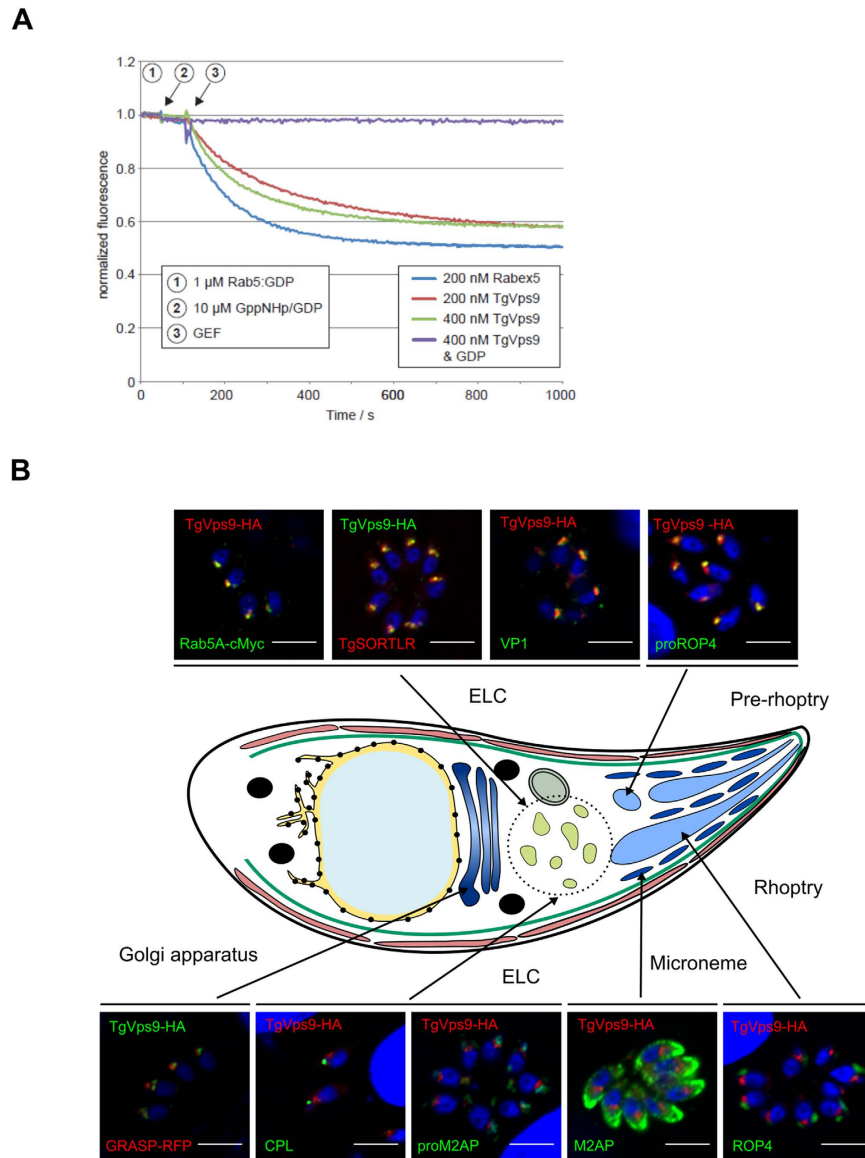 A
1.2
1.0
0.8
0.6
0.4
0.2
0
normalized fluorescence
1 2 3
1 1 µM Rab5:GDP
2 10 µM GppNHp/GDP
3 GEF
200 nM Rabex5
200 nM TgVps9
400 nM TgVps9
400 nM TgVps9
& GDP
0 200 400 600 800 1000
Time / s
B
TgVps9-HA
Rab5A-cMyc
TgVps9-HA
TgSORTLR
TgVps9-HA
VP1
TgVps9 -HA
proROP4
ELC
Pre-rhoptry
Rhoptry
Golgi apparatus
ELC
Microneme
TgVps9-HA
GRASP-RFP
TgVps9-HA
CPL
TgVps9-HA
proM2AP
TgVps9-HA
M2AP
TgVps9-HA
ROP4